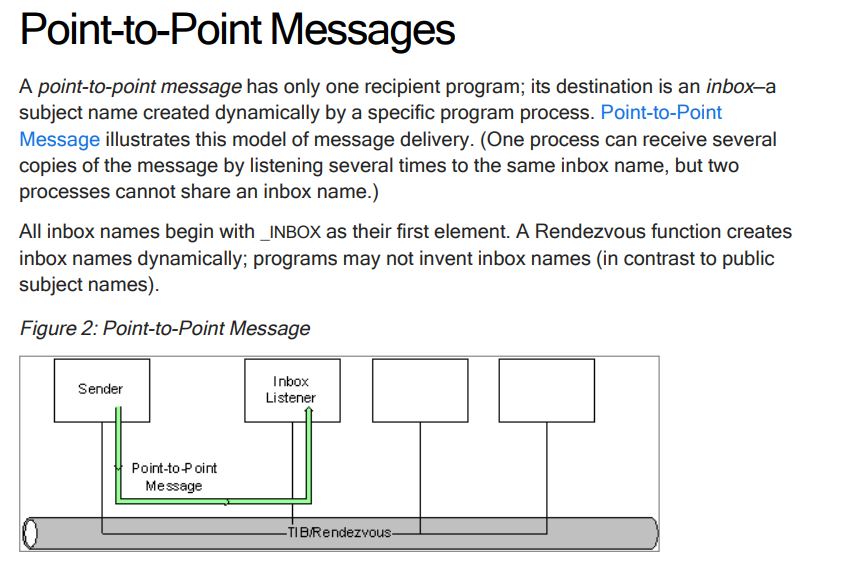 Point-to-Point Messages
A point-to-point message has only one recipient program; its destination is an inbox—a
subject name created dynamically by a specific program process. Point-to-Point
Message illustrates this model of message delivery. (One process can receive several
copies of the message by listening several times to the same inbox name, but two
processes cannot share an inbox name.)
All inbox names begin with _INBOX as their first element. A Rendezvous function creates
inbox names dynamically; programs may not invent inbox names (in contrast to public
subject names).
Figure 2: Point-to-Point Message
Sender
Inbox
Listener
Point-to-Point
Message
TIB/Rendezvous